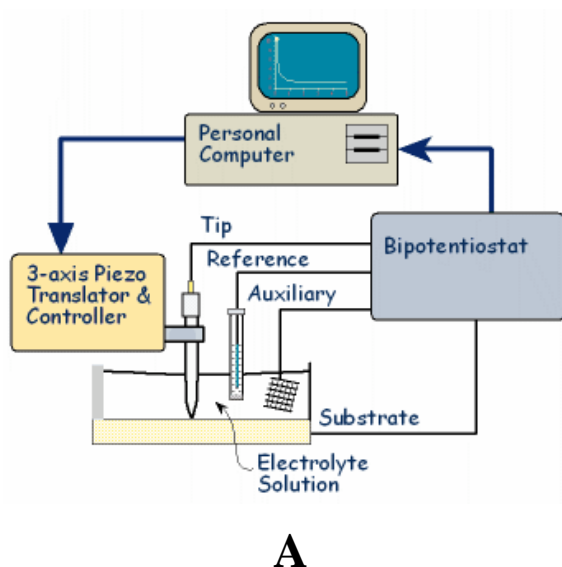 Personal
Computer
Tip
Reference
Auxiliary
Bipotentiostat
3-axis Piezo
Translator &
Controller
Substrate
Electrolyte
Solution
A